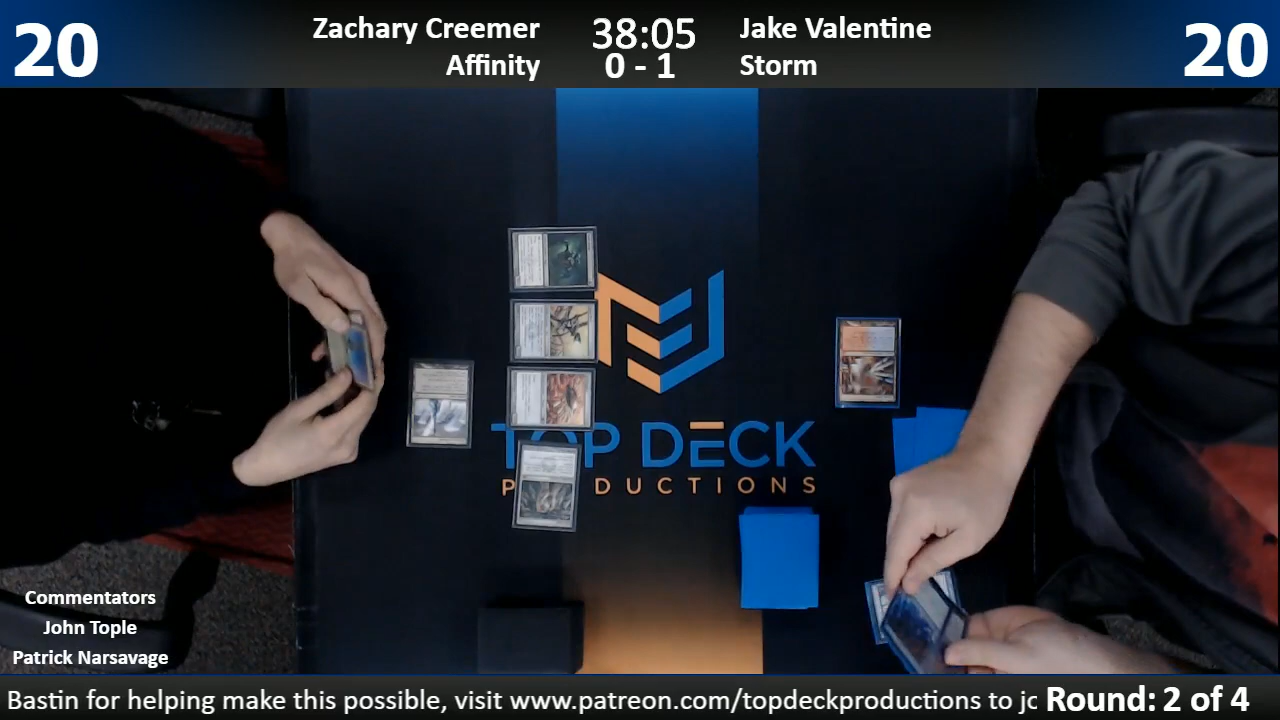 20
Zachary Creemer
Affinity
38:05
0 - 1
Jake Valentine
Storm
20
TOP DECK
PRODUCTIONS
Commentators
John Tople
Patrick Narsavage
Bastin for helping make this possible, visit www.patreon.com/topdeckproductions to jc
Round: 2 of 4